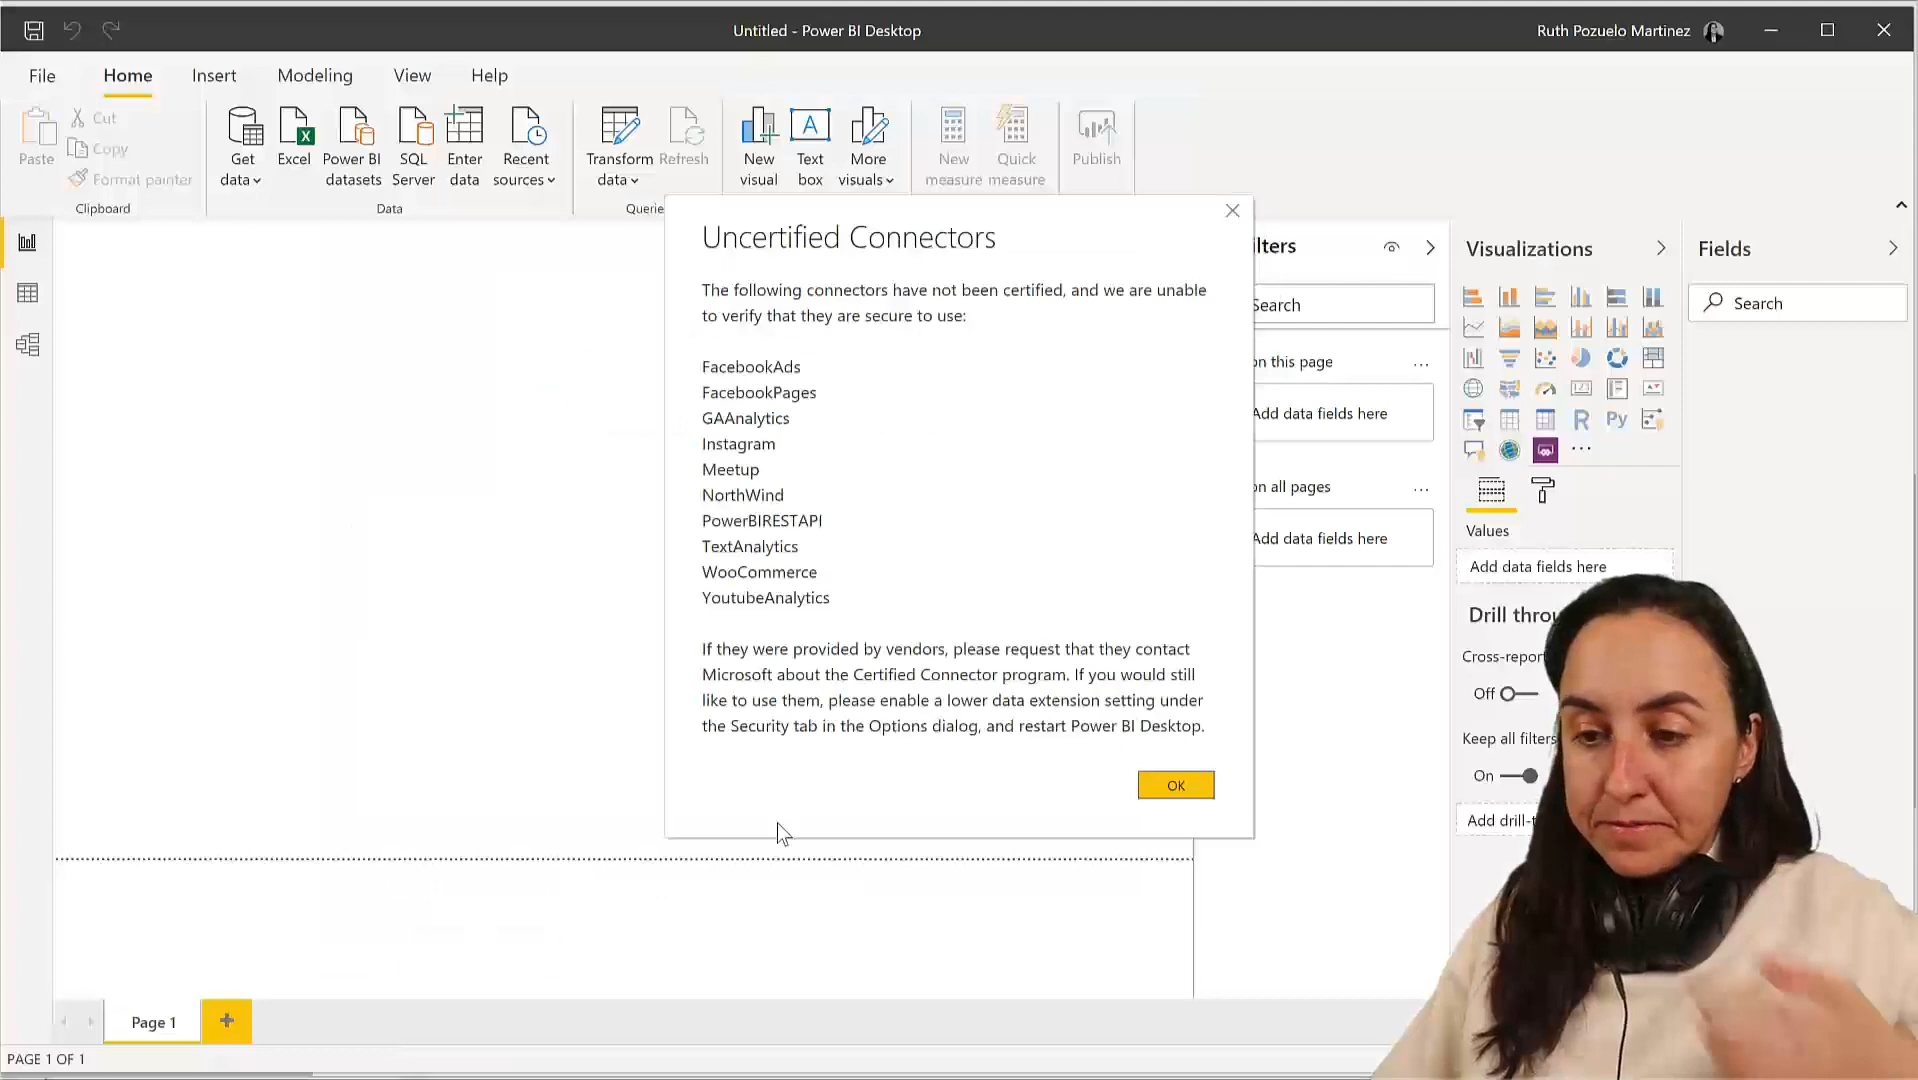 Untitled - Power BI Desktop
Ruth Pozuelo Martinez
File Home Insert Modeling View Help
Paste
Cut
Copy
Format painter
Clipboard
Get data
Excel
Power BI datasets
SQL Server
Enter data
Recent sources
Data
Transform data
Refresh
Querie
New visual
Text box
More visuals
New measure
Quick measure
Publish
Uncertified Connectors
The following connectors have not been certified, and we are unable
to verify that they are secure to use:
FacebookAds
FacebookPages
GAAnalytics
Instagram
Meetup
NorthWind
PowerBIRESTAPI
TextAnalytics
WooCommerce
YoutubeAnalytics
If they were provided by vendors, please request that they contact
Microsoft about the Certified Connector program. If you would still
like to use them, please enable a lower data extension setting under
the Security tab in the Options dialog, and restart Power BI Desktop.
OK
ilters
Search
on this page
...
Add data fields here
on all pages
...
Add data fields here
Visualizations
R
Py
...
Values
Add data fields here
Drill throu
Cross-report
Off
Keep all filters
On
Add drill-t
Fields
Search
Page 1
+
PAGE 1 OF 1